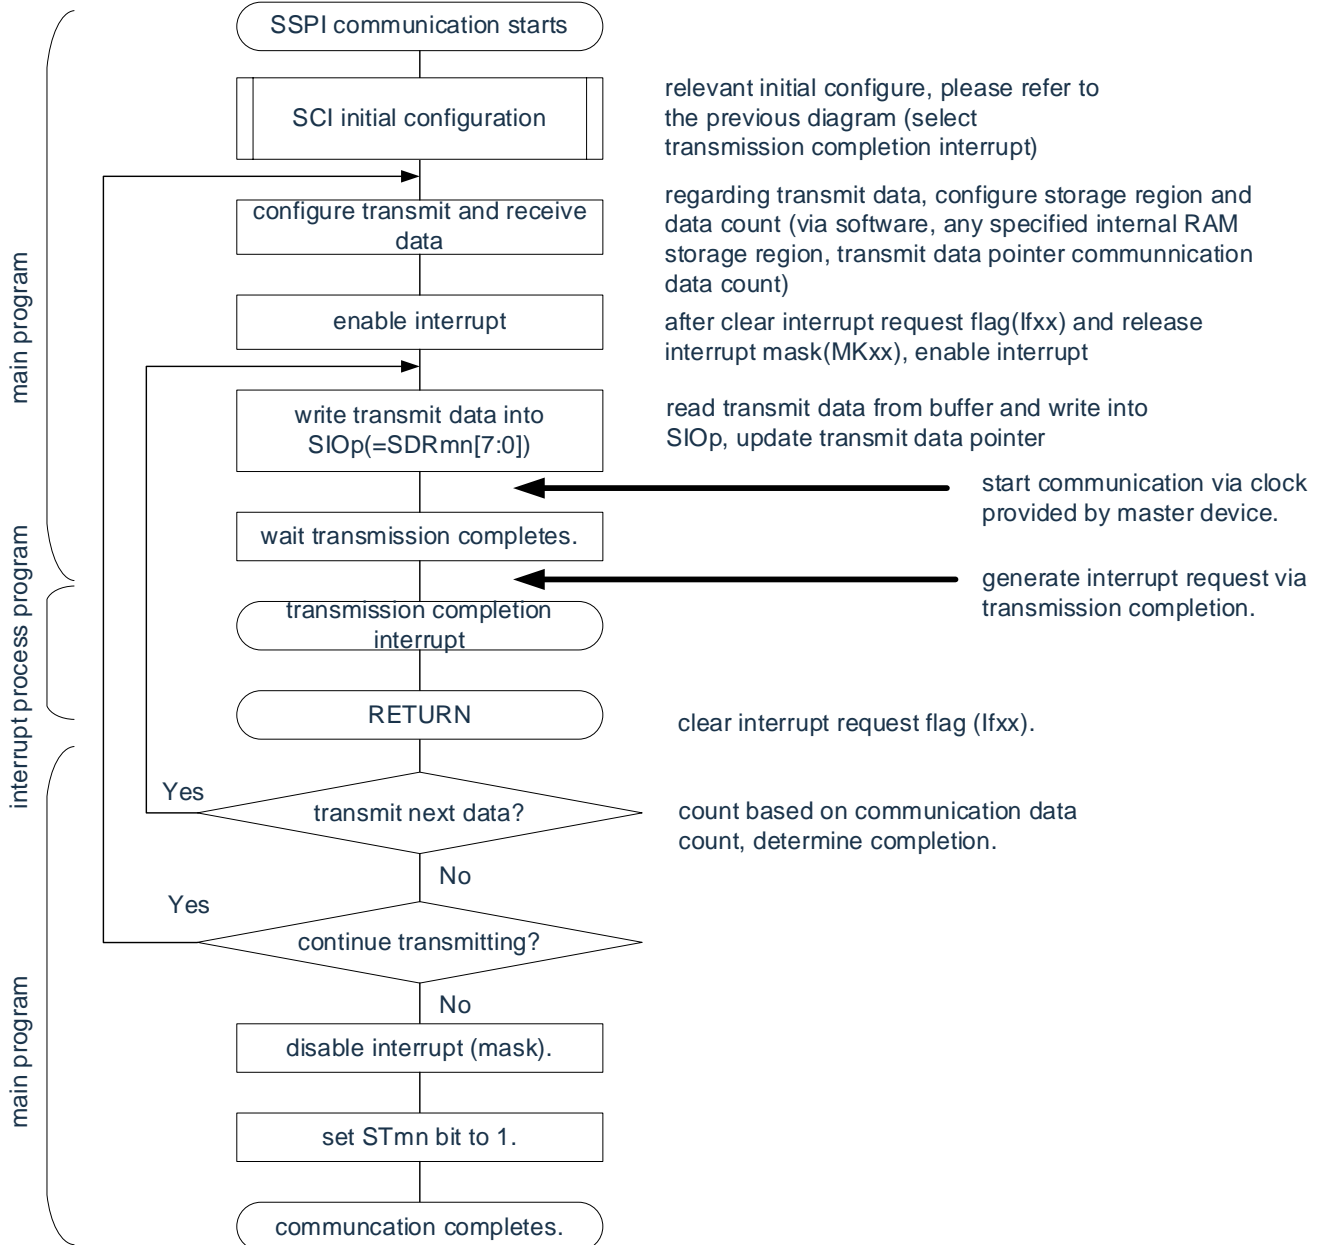 SSPI communication starts
SCI initial configuration
relevant initial configure, please refer to
the previous diagram (select
transmission completion interrupt)
configure transmit and receive
data
regarding transmit data, configure storage region and
data count (via software, any specified internal RAM
storage region, transmit data pointer communnication
data count)
enable interrupt
after clear interrupt request flag(Ifxx) and release
interrupt mask(MKxx), enable interrupt
main program
write transmit data into
SIOp(=SDRmn[7:0])
read transmit data from buffer and write into
SIOp, update transmit data pointer
start communication via clock
provided by master device.
wait transmission completes.
generate interrupt request via
transmission completion.
transmission completion
interrupt
interrupt process program
RETURN
clear interrupt request flag (Ifxx).
Yes
transmit next data?
count based on communication data
count, determine completion.
No
Yes
continue transmitting?
No
main program
disable interrupt (mask).
set STmn bit to 1.
communcation completes.